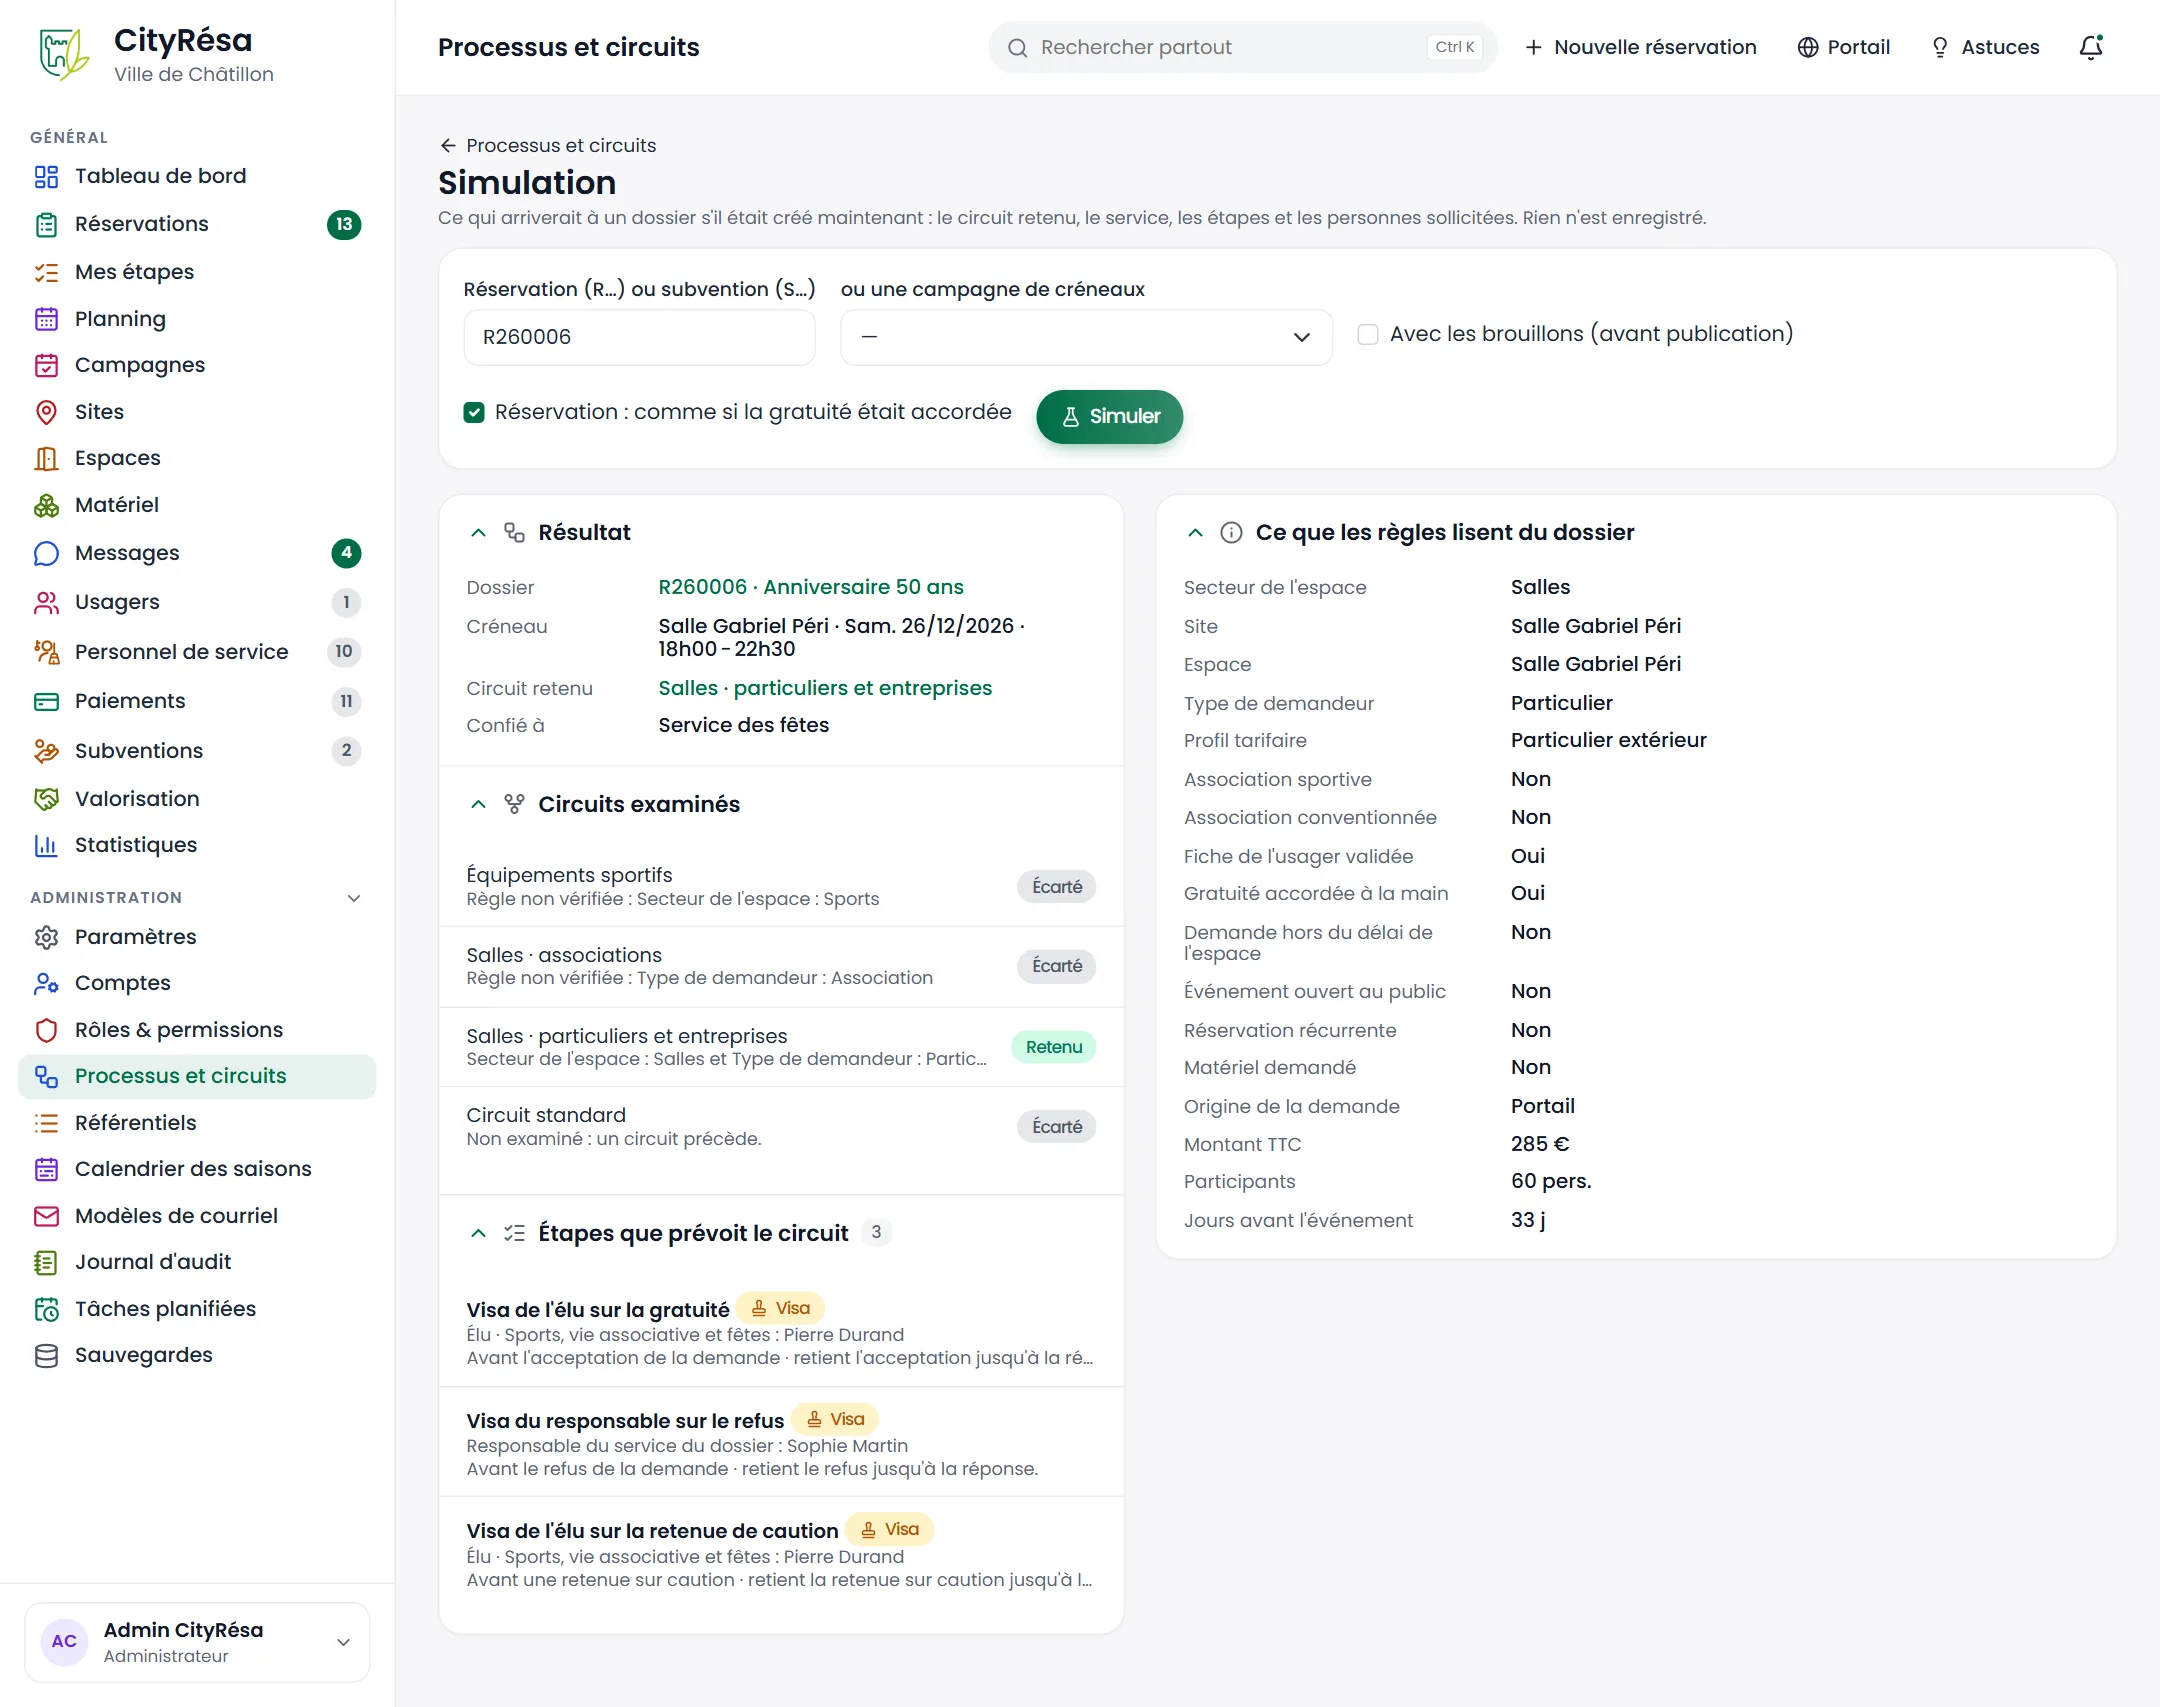 CityRésa
Ville de Châtillon
GÉNÉRAL
Tableau de bord
Réservations 13
Mes étapes
Planning
Campagnes
Sites
Espaces
Matériel
Messages 4
Usagers 1
Personnel de service 10
Paiements 11
Subventions 2
Valorisation
Statistiques
ADMINISTRATION
Paramètres
Comptes
Rôles & permissions
Processus et circuits
Référentiels
Calendrier des saisons
Modèles de courriel
Journal d'audit
Tâches planifiées
Sauvegardes
AC
Admin CityRésa
Administrateur
Processus et circuits
Rechercher partout Ctrl K
Nouvelle réservation
Portail
Astuces
Processus et circuits
Simulation
Ce qui arriverait à un dossier s'il était créé maintenant : le circuit retenu, le service, les étapes et les personnes sollicitées. Rien n'est enregistré.
Réservation (R...) ou subvention (S...)
R260006
ou une campagne de créneaux
—
Avec les brouillons (avant publication)
Réservation : comme si la gratuité était accordée
Simuler
Résultat
Dossier R260006 · Anniversaire 50 ans
Créneau Salle Gabriel Péri · Sam. 26/12/2026 ·
18h00 – 22h30
Circuit retenu Salles · particuliers et entreprises
Confié à Service des fêtes
Circuits examinés
Équipements sportifs
Règle non vérifiée : Secteur de l'espace : Sports
Écarté
Salles · associations
Règle non vérifiée : Type de demandeur : Association
Écarté
Salles · particuliers et entreprises
Secteur de l'espace : Salles et Type de demandeur : Partic...
Retenu
Circuit standard
Non examiné : un circuit précède.
Écarté
Étapes que prévoit le circuit 3
Visa de l'élu sur la gratuité Visa
Élu · Sports, vie associative et fêtes : Pierre Durand
Avant l'acceptation de la demande · retient l'acceptation jusqu'à la ré...
Visa du responsable sur le refus Visa
Responsable du service du dossier : Sophie Martin
Avant le refus de la demande · retient le refus jusqu'à la réponse.
Visa de l'élu sur la retenue de caution Visa
Élu · Sports, vie associative et fêtes : Pierre Durand
Avant une retenue sur caution · retient la retenue sur caution jusqu'à l...
Ce que les règles lisent du dossier
Secteur de l'espace Salles
Site Salle Gabriel Péri
Espace Salle Gabriel Péri
Type de demandeur Particulier
Profil tarifaire Particulier extérieur
Association sportive Non
Association conventionnée Non
Fiche de l'usager validée Oui
Gratuité accordée à la main Oui
Demande hors du délai de Non
l'espace
Événement ouvert au public Non
Réservation récurrente Non
Matériel demandé Non
Origine de la demande Portail
Montant TTC 285 €
Participants 60 pers.
Jours avant l'événement 33 j